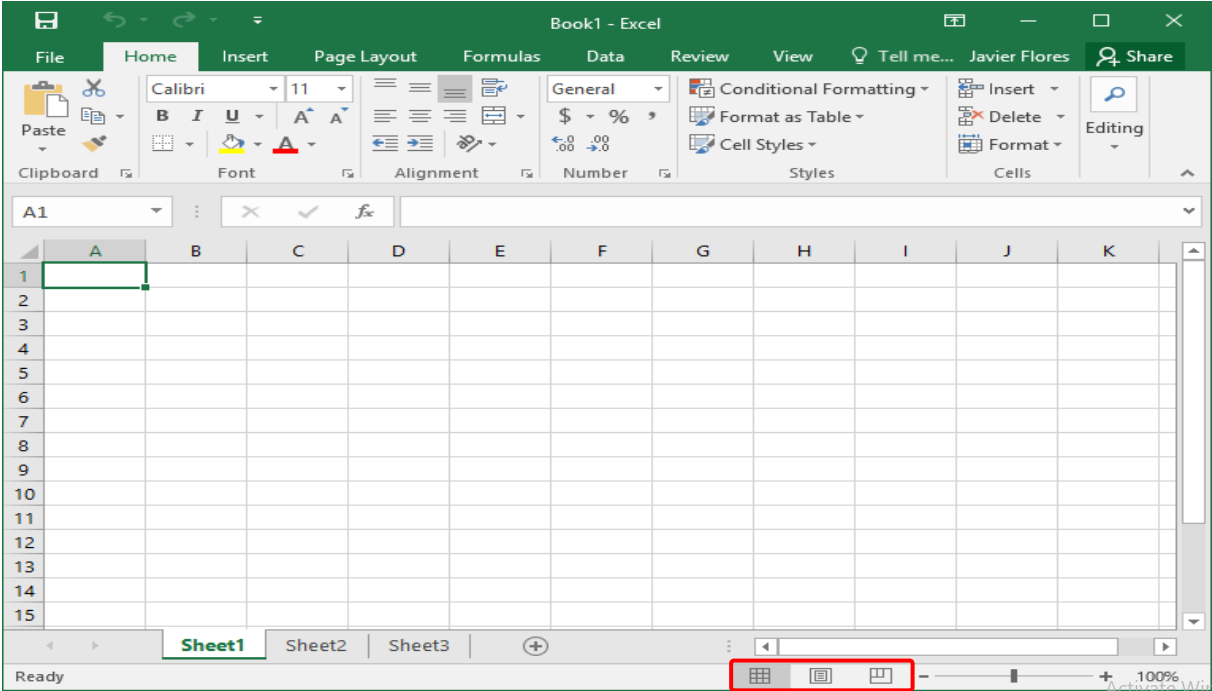 Book1 - Excel
File Home Insert Page Layout Formulas Data Review View Tell me... Javier Flores Share
Calibri 11 General Conditional Formatting Insert
Paste B I U A A $ % , Format as Table Delete Editing
A .00 .00 .0 Cell Styles Format
Clipboard Font Alignment Number Styles Cells
A1 fx
A B C D E F G H I J K
1
2
3
4
5
6
7
8
9
10
11
12
13
14
15
Sheet1 Sheet2 Sheet3
Ready 100%